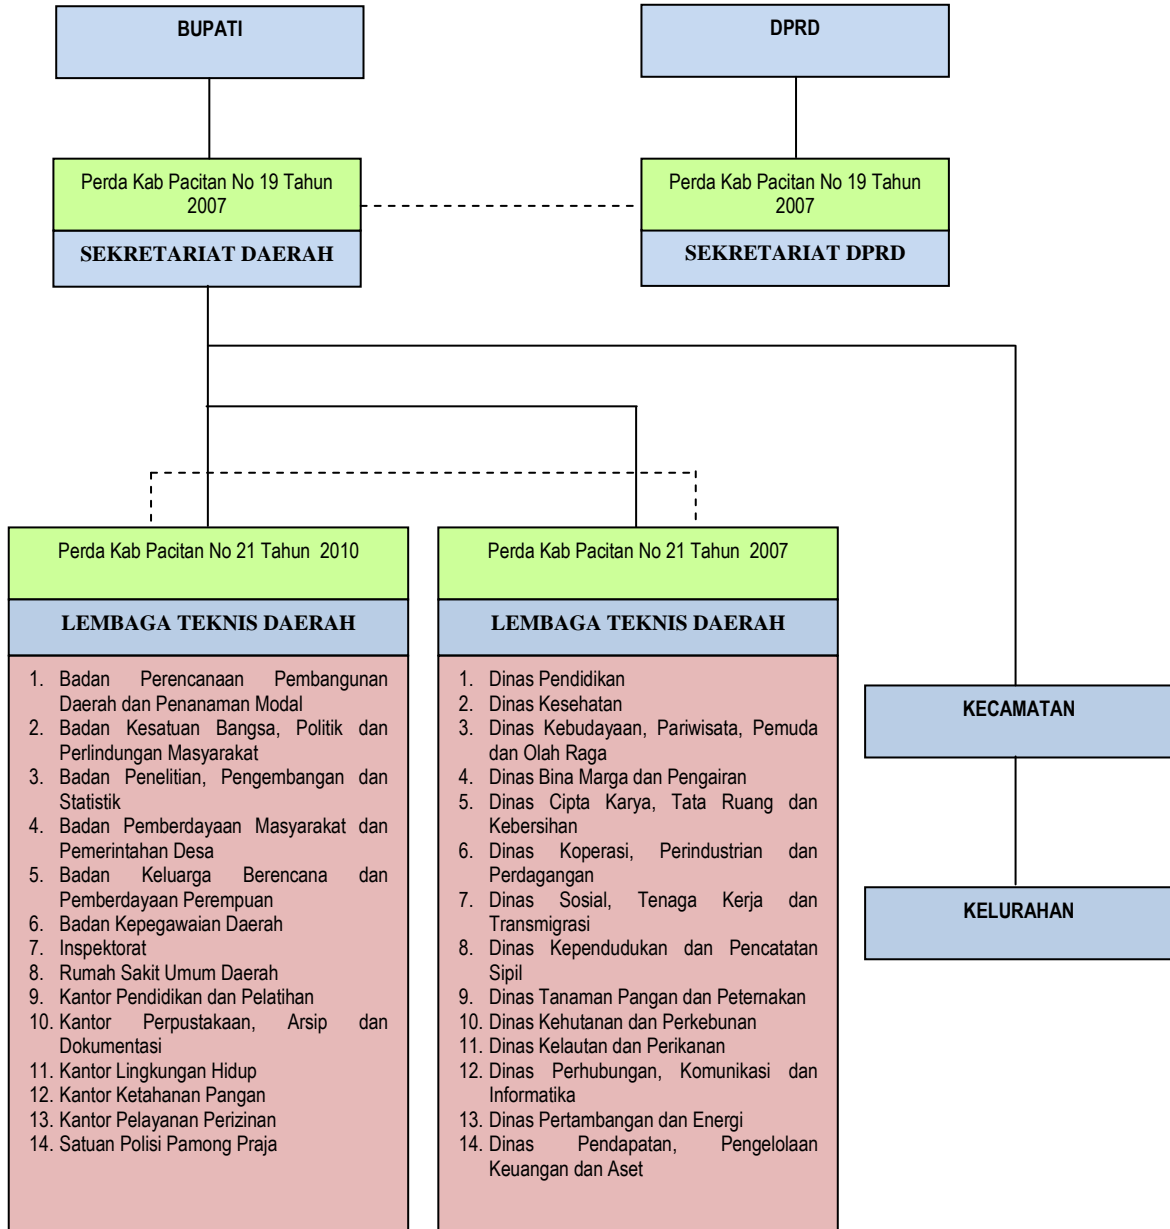 BUPATI
DPRD
Perda Kab Pacitan No 19 Tahun
2007
SEKRETARIAT DAERAH
Perda Kab Pacitan No 19 Tahun
2007
SEKRETARIAT DPRD
Perda Kab Pacitan No 21 Tahun 2010
LEMBAGA TEKNIS DAERAH
1. Badan Perencanaan Pembangunan
Daerah dan Penanaman Modal
2. Badan Kesatuan Bangsa, Politik dan
Perlindungan Masyarakat
3. Badan Penelitian, Pengembangan dan
Statistik
4. Badan Pemberdayaan Masyarakat dan
Pemerintahan Desa
5. Badan Keluarga Berencana dan
Pemberdayaan Perempuan
6. Badan Kepegawaian Daerah
7. Inspektorat
8. Rumah Sakit Umum Daerah
9. Kantor Pendidikan dan Pelatihan
10. Kantor Perpustakaan, Arsip dan
Dokumentasi
11. Kantor Lingkungan Hidup
12. Kantor Ketahanan Pangan
13. Kantor Pelayanan Perizinan
14. Satuan Polisi Pamong Praja
Perda Kab Pacitan No 21 Tahun 2007
LEMBAGA TEKNIS DAERAH
1. Dinas Pendidikan
2. Dinas Kesehatan
3. Dinas Kebudayaan, Pariwisata, Pemuda
dan Olah Raga
4. Dinas Bina Marga dan Pengairan
5. Dinas Cipta Karya, Tata Ruang dan
Kebersihan
6. Dinas Koperasi, Perindustrian dan
Perdagangan
7. Dinas Sosial, Tenaga Kerja dan
Transmigrasi
8. Dinas Kependudukan dan Pencatatan
Sipil
9. Dinas Tanaman Pangan dan Peternakan
10. Dinas Kehutanan dan Perkebunan
11. Dinas Kelautan dan Perikanan
12. Dinas Perhubungan, Komunikasi dan
Informatika
13. Dinas Pertambangan dan Energi
14. Dinas Pendapatan, Pengelolaan
Keuangan dan Aset
KECAMATAN
KELURAHAN